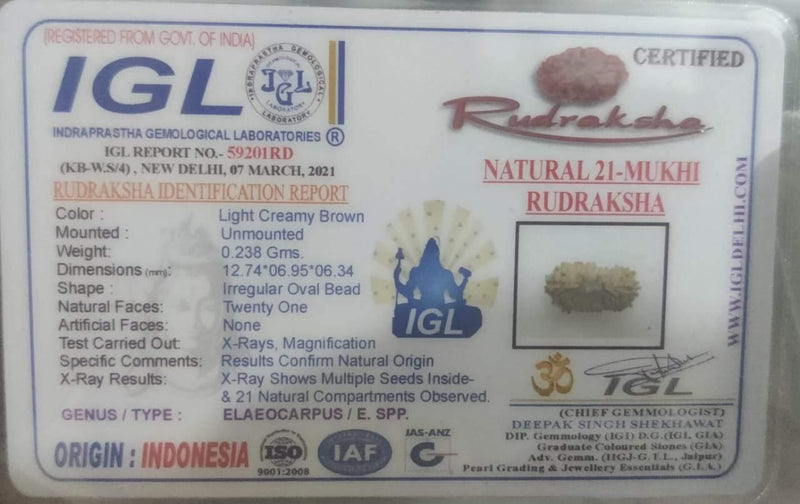 (REGISTERED FROM GOVT. OF INDIA)
IGL
INDRAPRASTHA GEMOLOGICAL LABORATORY
IGL
INDRAPRASTHA GEMOLOGICAL LABORATORIES ®
IGL REPORT NO.- 59201RD
(KB-W.S/4) , NEW DELHI, 07 MARCH, 2021
RUDRAKSHA IDENTIFICATION REPORT
Color : Light Creamy Brown
Mounted : Unmounted
Weight: 0.238 Gms.
Dimensions (mm): 12.74*06.95*06.34
Shape : Irregular Oval Bead
Natural Faces: Twenty One
Artificial Faces: None
Test Carried Out: X-Rays, Magnification
Specific Comments: Results Confirm Natural Origin
X-Ray Results: X-Ray Shows Multiple Seeds Inside-
& 21 Natural Compartments Observed.
GENUS / TYPE : ELAEOCARPUS / E. SPP.
ORIGIN : INDONESIA
ISO
9001:2008
IAF
JAS-ANZ
IGL
CERTIFIED
Rudraksha
NATURAL 21-MUKHI
RUDRAKSHA
WWW.IGLDELHI.COM
ॐ IGL
(CHIEF GEMMOLOGIST)
DEEPAK SINGH SHEKHAWAT
DIP. Gemmology (IGI) D.G.(IGI, GIA)
Graduate Coloured Stones (GIA)
Adv. Gemm. (HGJ-G.T.L., Jaipur)
Pearl Grading & Jewellery Essentials (G.I.A.)